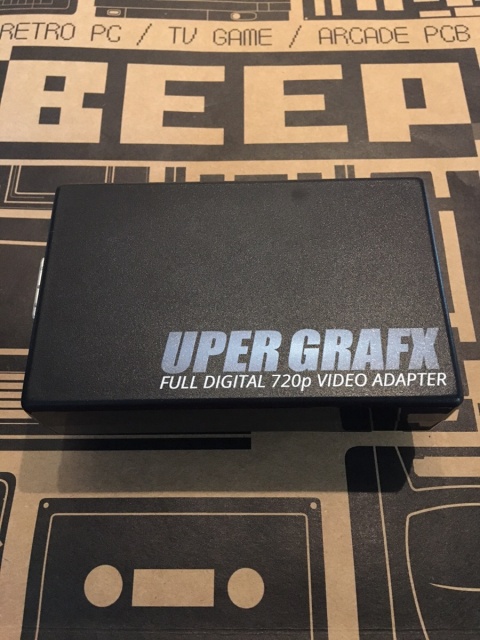 RETRO PC / TV GAME / ARCADE PCB
BEEP
UPER GRAFX
FULL DIGITAL 720p VIDEO ADAPTER